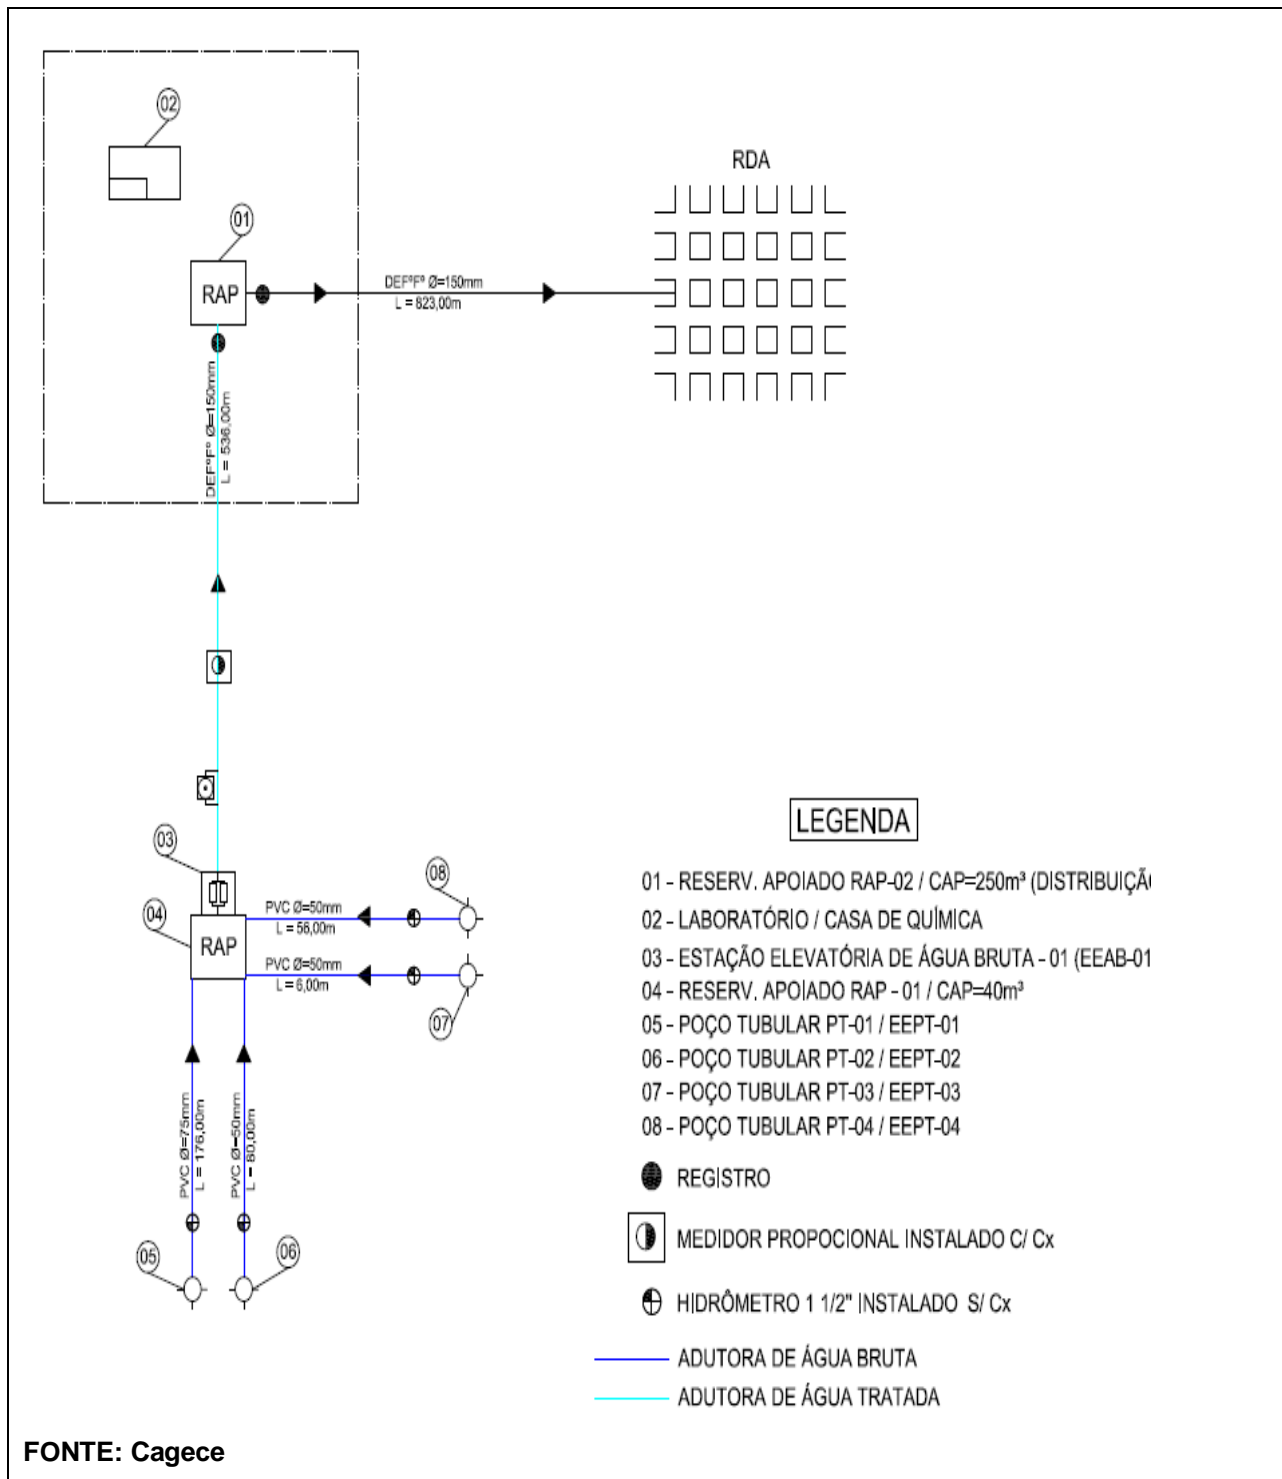 02
RDA
01
RAP
DEFºFº Ø=150mm
L = 823,00m
DEFºFº Ø=150mm
L = 536,00m
03
04
RAP
PVC Ø=50mm
L = 56,00m
08
PVC Ø=50mm
L = 6,00m
07
PVC Ø=75mm
L = 176,00m
PVC Ø=50mm
L = 80,00m
05
06
LEGENDA
01 - RESERV. APOIADO RAP-02 / CAP=250m³ (DISTRIBUIÇÃ
02 - LABORATÓRIO / CASA DE QUÍMICA
03 - ESTAÇÃO ELEVATÓRIA DE ÁGUA BRUTA - 01 (EEAB-01
04 - RESERV. APOIADO RAP - 01 / CAP=40m³
05 - POÇO TUBULAR PT-01 / EEPT-01
06 - POÇO TUBULAR PT-02 / EEPT-02
07 - POÇO TUBULAR PT-03 / EEPT-03
08 - POÇO TUBULAR PT-04 / EEPT-04
REGISTRO
MEDIDOR PROPOCIONAL INSTALADO C/ Cx
HIDRÔMETRO 1 1/2" INSTALADO S/ Cx
ADUTORA DE ÁGUA BRUTA
ADUTORA DE ÁGUA TRATADA
FONTE: Cagece